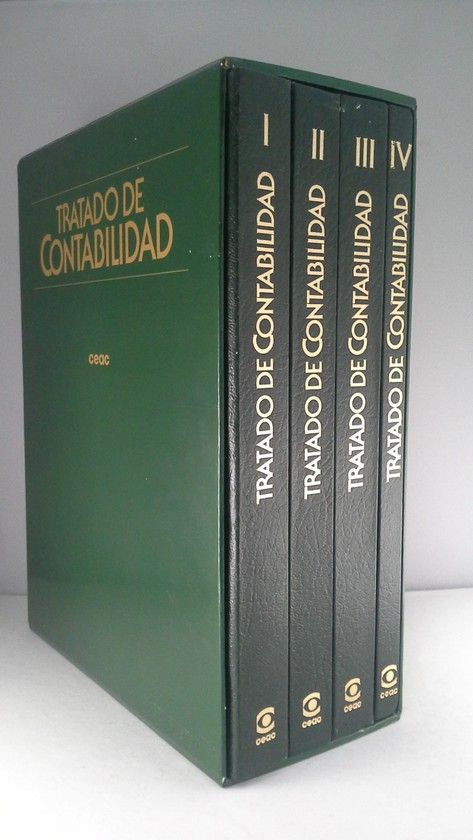 TRATADO DE
CONTABILIDAD
ceac
I
TRATADO DE CONTABILIDAD
ceac
II
TRATADO DE CONTABILIDAD
ceac
III
TRATADO DE CONTABILIDAD
ceac
IV
TRATADO DE CONTABILIDAD
ceac